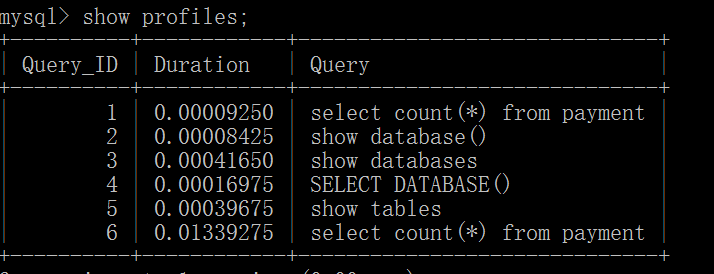 mysql> show profiles;
Query_ID | Duration | Query
1 | 0.00009250 | select count(*) from payment
2 | 0.00008425 | show database()
3 | 0.00041650 | show databases
4 | 0.00016975 | SELECT DATABASE()
5 | 0.00039675 | show tables
6 | 0.01339275 | select count(*) from payment